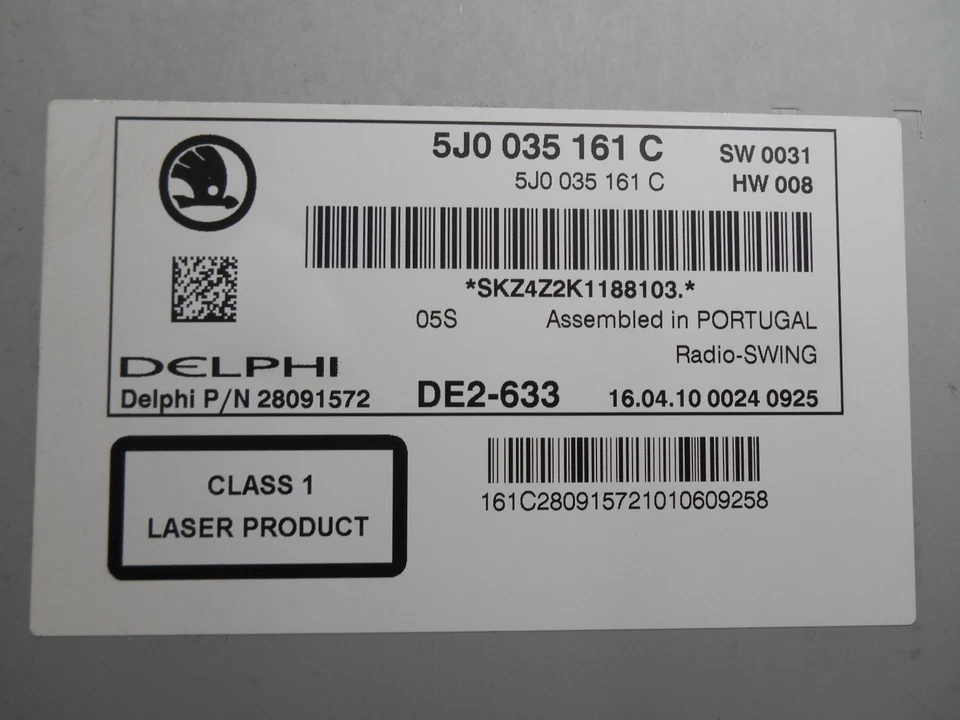 5J0 035 161 C SW 0031
5J0 035 161 C HW 008
*SKZ4Z2K1188103.*
05S Assembled in PORTUGAL
Radio-SWING
DELPHI
Delphi P/N 28091572 DE2-633 16.04.10 0024 0925
CLASS 1
LASER PRODUCT
161C280915721010609258